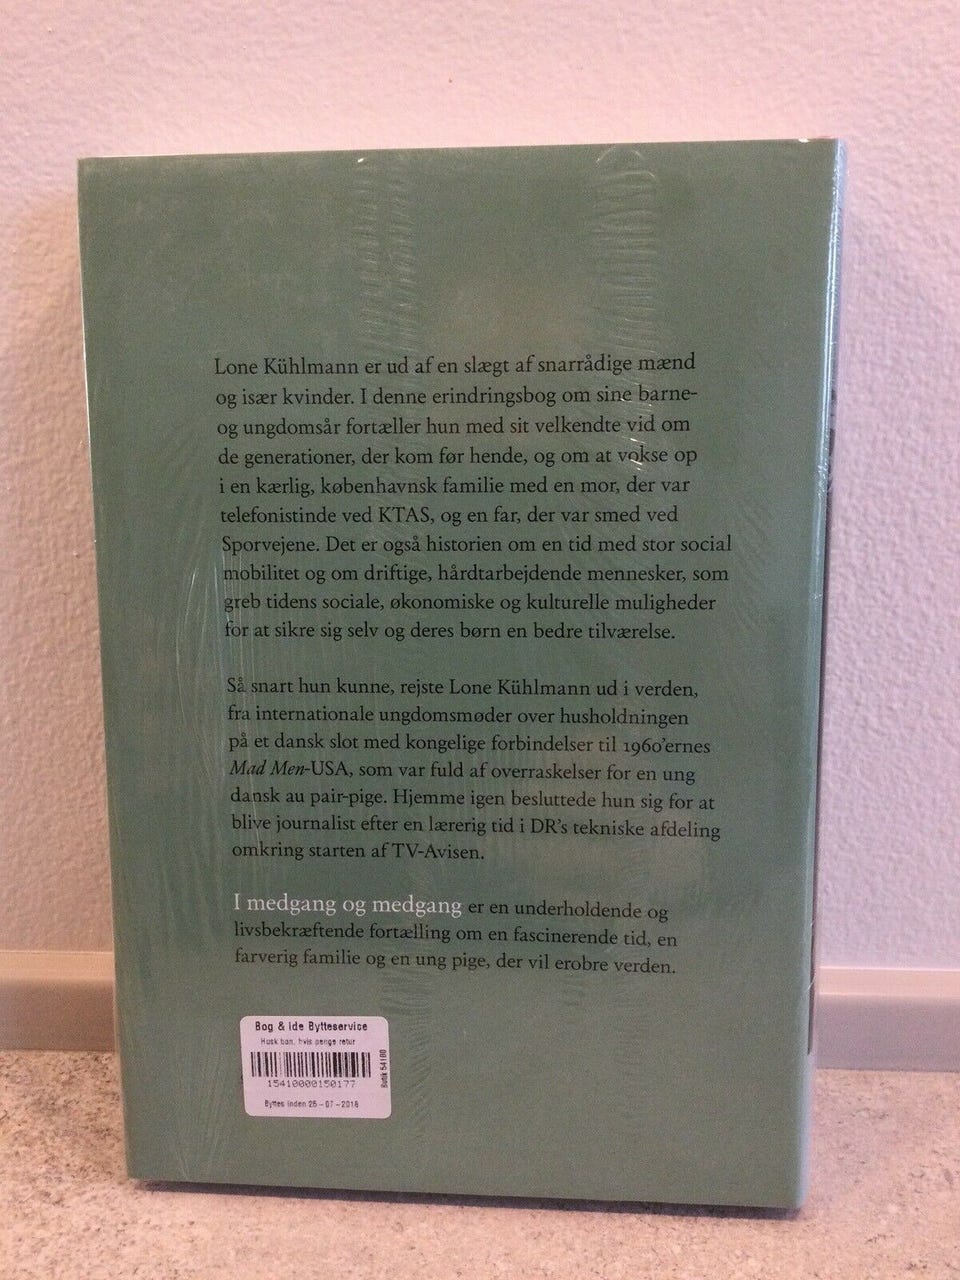 Lone Kühlmann er ud af en slægt af snarrådige mænd
og især kvinder. I denne erindringsbog om sine barne-
og ungdomsår fortæller hun med sit velkendte vid om
de generationer, der kom før hende, og om at vokse op
i en kærlig, københavnsk familie med en mor, der var
telefonistinde ved KTAS, og en far, der var smed ved
Sporvejene. Det er også historien om en tid med stor social
mobilitet og om driftige, hårdtarbejdende mennesker, som
greb tidens sociale, økonomiske og kulturelle muligheder
for at sikre sig selv og deres børn en bedre tilværelse.
Så snart hun kunne, rejste Lone Kühlmann ud i verden,
fra internationale ungdomsmøder over husholdningen
på et dansk slot med kongelige forbindelser til 1960'ernes
Mad Men-USA, som var fuld af overraskelser for en ung
dansk au pair-pige. Hjemme igen besluttede hun sig for at
blive journalist efter en lærerig tid i DR's tekniske afdeling
omkring starten af TV-Avisen.
I medgang og medgang er en underholdende og
livsbekræftende fortælling om en fascinerende tid, en
farverig familie og en ung pige, der vil erobre verden.
Bog & ide Bytteservice
Husk bon, hvis penge retur
15410000150177
Butik 54180
Byttes inden 25-07-2018